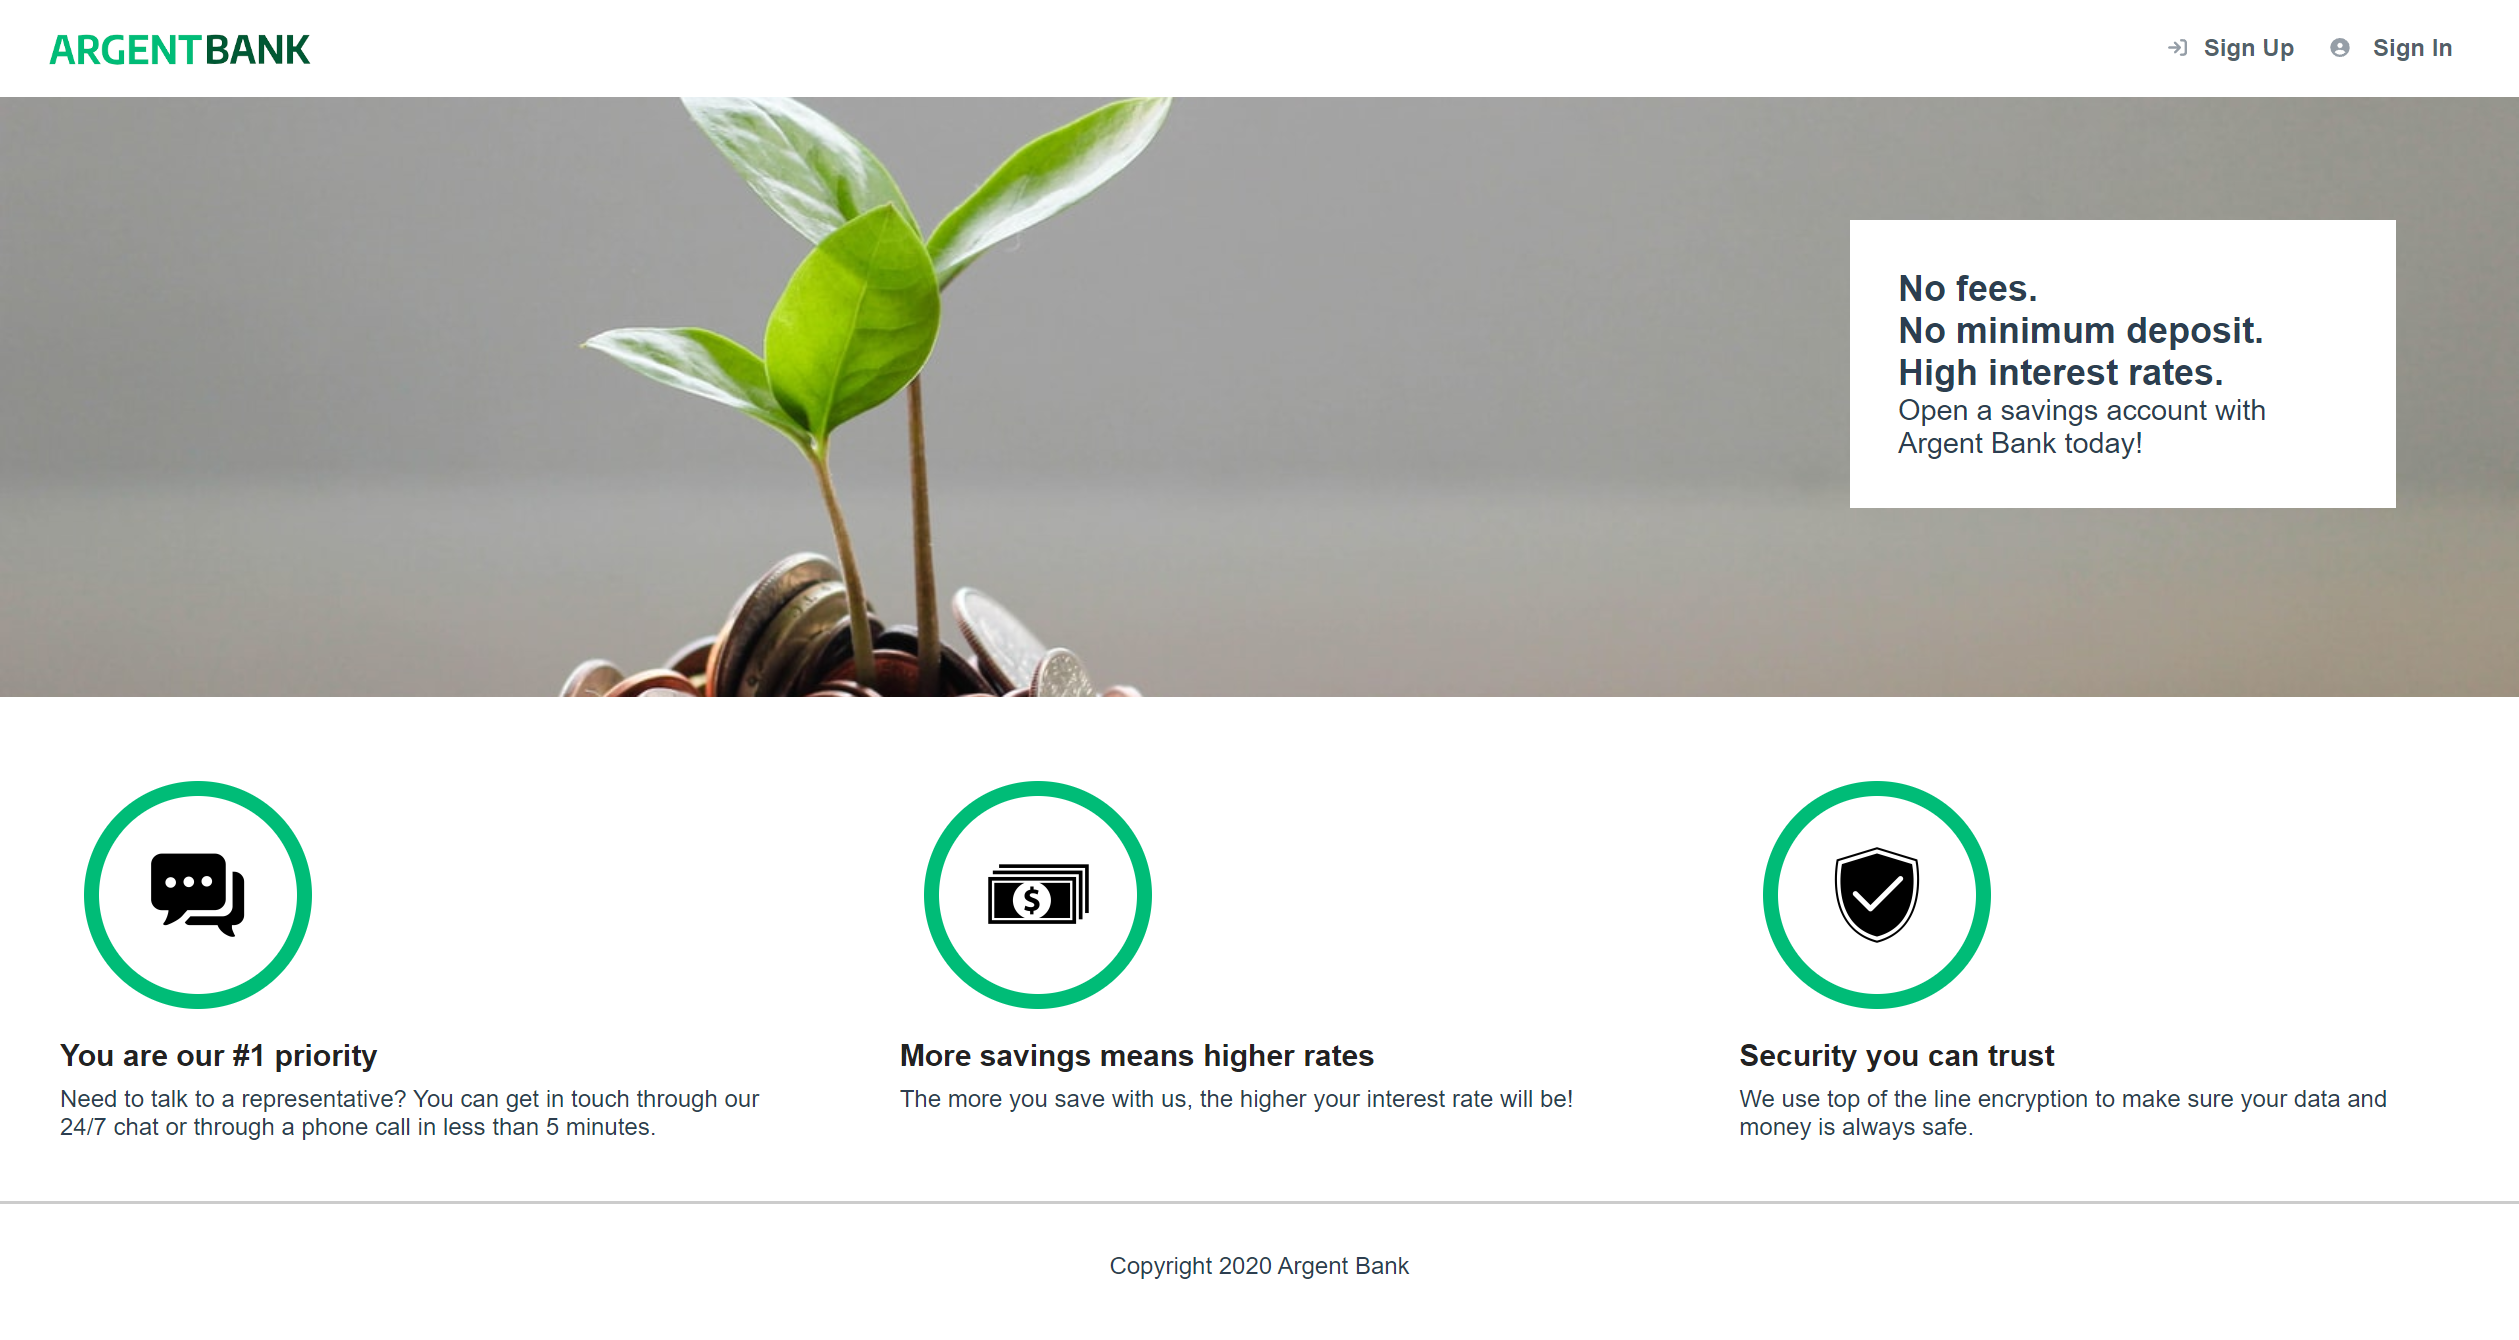 ARGENTBANK
Sign Up
Sign In
No fees.
No minimum deposit.
High interest rates.
Open a savings account with
Argent Bank today!
$
You are our #1 priority
Need to talk to a representative? You can get in touch through our
24/7 chat or through a phone call in less than 5 minutes.
More savings means higher rates
The more you save with us, the higher your interest rate will be!
Security you can trust
We use top of the line encryption to make sure your data and
money is always safe.
Copyright 2020 Argent Bank